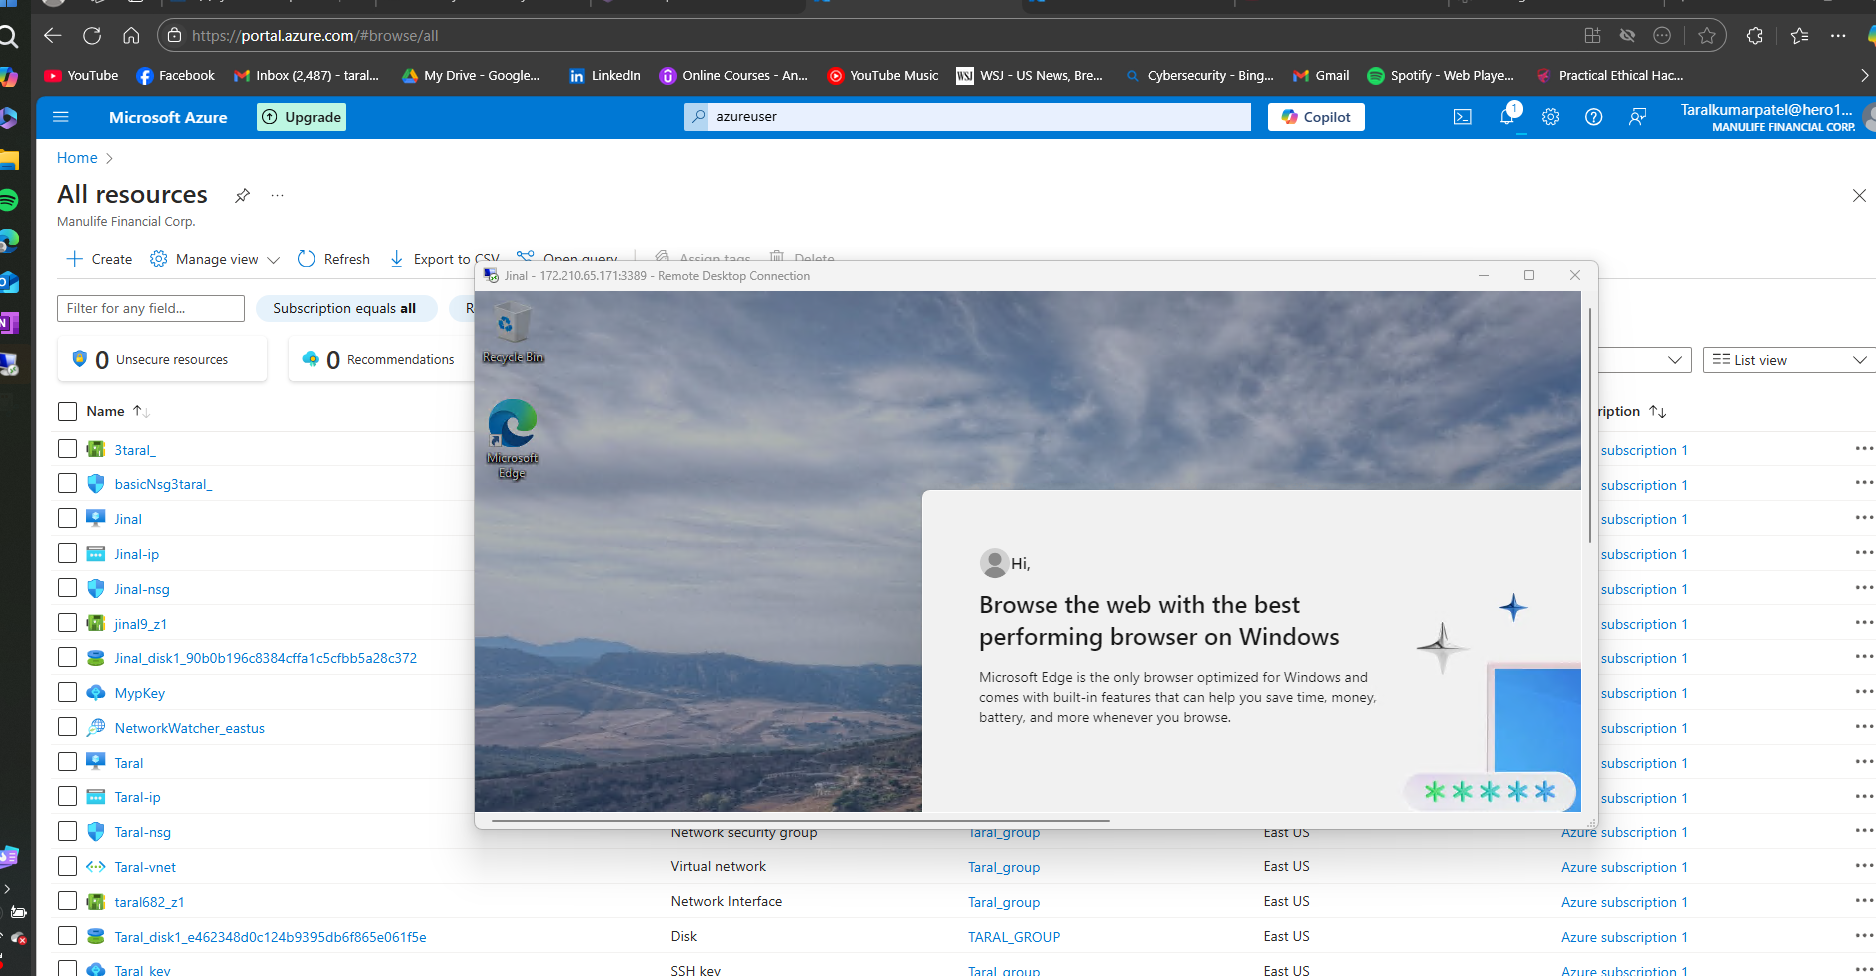 https://portal.azure.com/#browse/all
YouTube
Facebook
Inbox (2,487) - taral...
My Drive - Google...
LinkedIn
Online Courses - An...
YouTube Music
WSJ WSJ - US News, Bre...
Cybersecurity - Bing...
Gmail
Spotify - Web Playe...
Practical Ethical Hac...
Microsoft Azure
Upgrade
azureuser
Copilot
1
Taralkumarpatel@hero1...
MANULIFE FINANCIAL CORP.
Home
All resources
Manulife Financial Corp.
Create
Manage view
Refresh
Export to CSV
Open query
Assign tags
Delete
Jinal - 172.210.65.171:3389 - Remote Desktop Connection
Filter for any field...
Subscription equals all
R
0 Unsecure resources
0 Recommendations
List view
Recycle Bin
Microsoft
Edge
Hi,
Browse the web with the best
performing browser on Windows
Microsoft Edge is the only browser optimized for Windows and
comes with built-in features that can help you save time, money,
battery, and more whenever you browse.
Name
ription
3taral_ subscription 1
basicNsg3taral_ subscription 1
Jinal subscription 1
Jinal-ip subscription 1
Jinal-nsg subscription 1
jinal9_z1 subscription 1
Jinal_disk1_90b0b196c8384cffa1c5cfbb5a28c372 subscription 1
MypKey subscription 1
NetworkWatcher_eastus subscription 1
Taral subscription 1
Taral-ip subscription 1
Taral-nsg Network security group Taral_group East US Azure subscription 1
Taral-vnet Virtual network Taral_group East US Azure subscription 1
taral682_z1 Network Interface Taral_group East US Azure subscription 1
Taral_disk1_e462348d0c124b9395db6f865e061f5e Disk TARAL_GROUP East US Azure subscription 1
Taral_key SSH key Taral_group East US Azure subscription 1